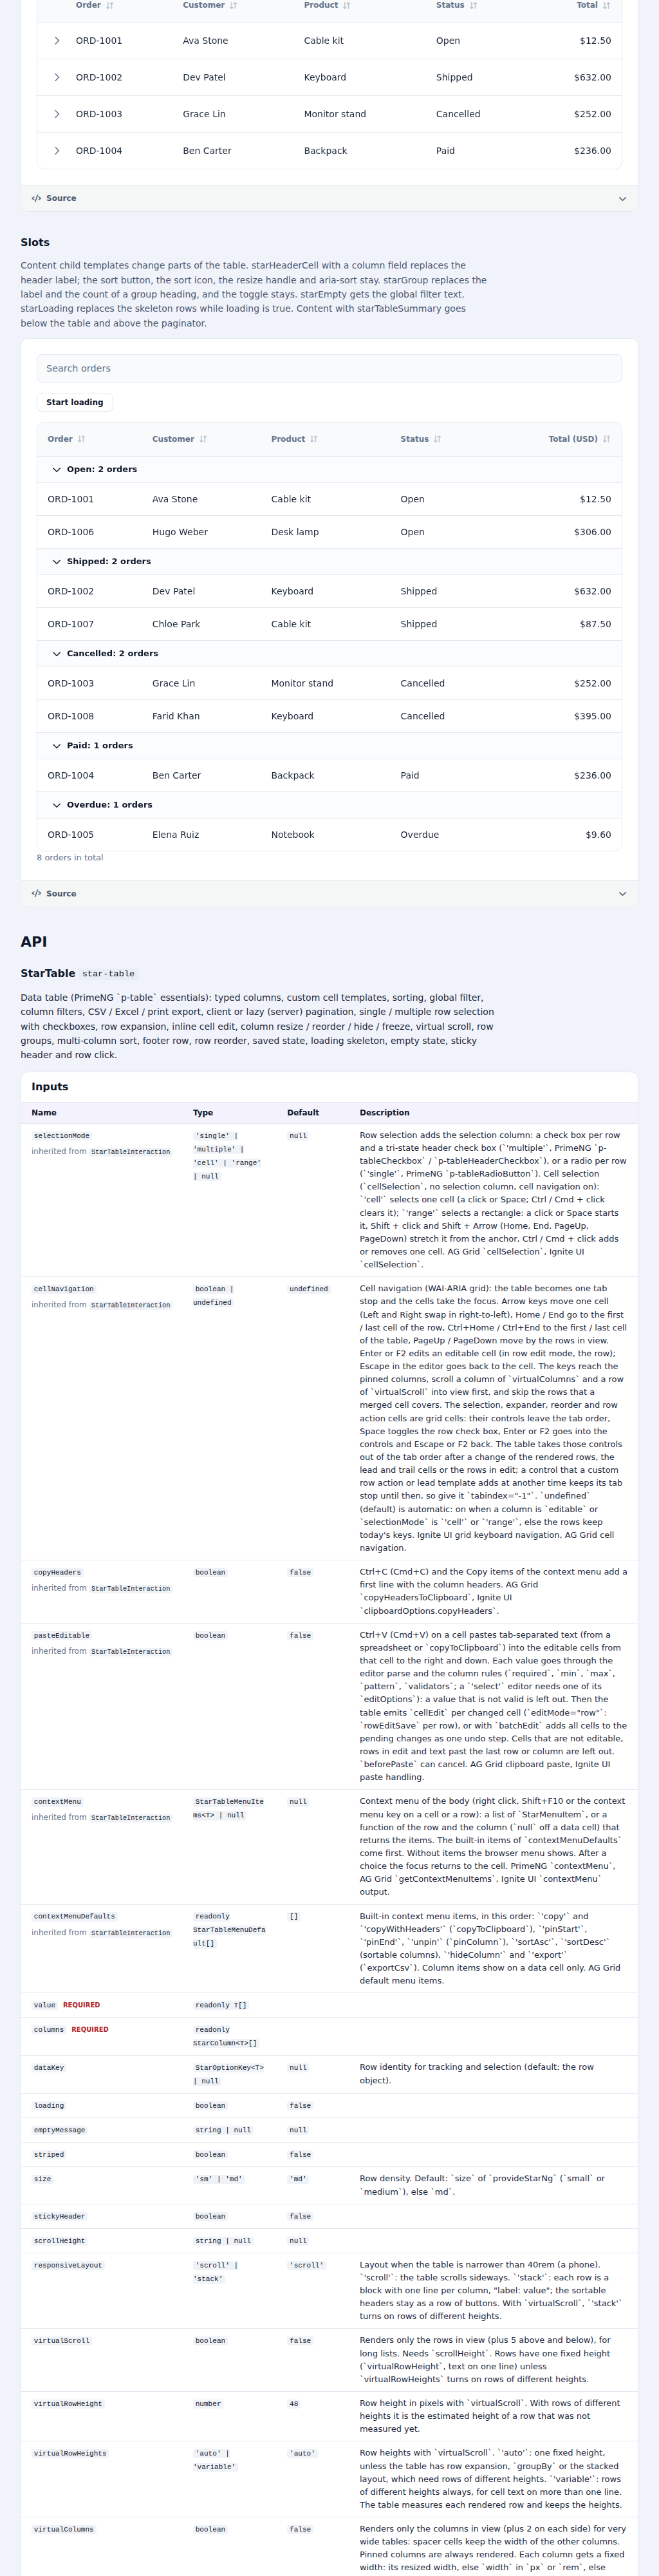 Order Customer Product Status Total
ORD-1001 Ava Stone Cable kit Open $12.50
ORD-1002 Dev Patel Keyboard Shipped $632.00
ORD-1003 Grace Lin Monitor stand Cancelled $252.00
ORD-1004 Ben Carter Backpack Paid $236.00
Source
Slots
Content child templates change parts of the table. starHeaderCell with a column field replaces the
header label; the sort button, the sort icon, the resize handle and aria-sort stay. starGroup replaces the
label and the count of a group heading, and the toggle stays. starEmpty gets the global filter text.
starLoading replaces the skeleton rows while loading is true. Content with starTableSummary goes
below the table and above the paginator.
Search orders
Start loading
Order Customer Product Status Total (USD)
Open: 2 orders
ORD-1001 Ava Stone Cable kit Open $12.50
ORD-1006 Hugo Weber Desk lamp Open $306.00
Shipped: 2 orders
ORD-1002 Dev Patel Keyboard Shipped $632.00
ORD-1007 Chloe Park Cable kit Shipped $87.50
Cancelled: 2 orders
ORD-1003 Grace Lin Monitor stand Cancelled $252.00
ORD-1008 Farid Khan Keyboard Cancelled $395.00
Paid: 1 orders
ORD-1004 Ben Carter Backpack Paid $236.00
Overdue: 1 orders
ORD-1005 Elena Ruiz Notebook Overdue $9.60
8 orders in total
Source
API
StarTable star-table
Data table (PrimeNG `p-table` essentials): typed columns, custom cell templates, sorting, global filter,
column filters, CSV / Excel / print export, client or lazy (server) pagination, single / multiple row selection
with checkboxes, row expansion, inline cell edit, column resize / reorder / hide / freeze, virtual scroll, row
groups, multi-column sort, footer row, row reorder, saved state, loading skeleton, empty state, sticky
header and row click.
Inputs
Name Type Default Description
selectionMode
inherited from StarTableInteraction
'single' |
'multiple' |
'cell' | 'range'
| null
null
Row selection adds the selection column: a check box per row
and a tri-state header check box (`'multiple'`, PrimeNG `p-
tableCheckbox` / `p-tableHeaderCheckbox`), or a radio per row
(`'single'`, PrimeNG `p-tableRadioButton`). Cell selection
(`cellSelection`, no selection column, cell navigation on):
`'cell'` selects one cell (a click or Space; Ctrl / Cmd + click
clears it); `'range'` selects a rectangle: a click or Space starts
it, Shift + click and Shift + Arrow (Home, End, PageUp,
PageDown) stretch it from the anchor, Ctrl / Cmd + click adds
or removes one cell. AG Grid `cellSelection`, Ignite UI
`cellSelection`.
cellNavigation
inherited from StarTableInteraction
boolean |
undefined
undefined
Cell navigation (WAI-ARIA grid): the table becomes one tab
stop and the cells take the focus. Arrow keys move one cell
(Left and Right swap in right-to-left), Home / End go to the first
/ last cell of the row, Ctrl+Home / Ctrl+End to the first / last cell
of the table, PageUp / PageDown move by the rows in view.
Enter or F2 edits an editable cell (in row edit mode, the row);
Escape in the editor goes back to the cell. The keys reach the
pinned columns, scroll a column of `virtualColumns` and a row
of `virtualScroll` into view first, and skip the rows that a
merged cell covers. The selection, expander, reorder and row
action cells are grid cells: their controls leave the tab order,
Space toggles the row check box, Enter or F2 goes into the
controls and Escape or F2 back. The table takes those controls
out of the tab order after a change of the rendered rows, the
lead and trail cells or the rows in edit; a control that a custom
row action or lead template adds at another time keeps its tab
stop until then, so give it `tabindex="-1"`. `undefined`
(default) is automatic: on when a column is `editable` or
`selectionMode` is `'cell'` or `'range'`, else the rows keep
today's keys. Ignite UI grid keyboard navigation, AG Grid cell
navigation.
copyHeaders
inherited from StarTableInteraction
boolean
false
Ctrl+C (Cmd+C) and the Copy items of the context menu add a
first line with the column headers. AG Grid
`copyHeadersToClipboard`, Ignite UI
`clipboardOptions.copyHeaders`.
pasteEditable
inherited from StarTableInteraction
boolean
false
Ctrl+V (Cmd+V) on a cell pastes tab-separated text (from a
spreadsheet or `copyToClipboard`) into the editable cells from
that cell to the right and down. Each value goes through the
editor parse and the column rules (`required`, `min`, `max`,
`pattern`, `validators`; a `'select'` editor needs one of its
`editOptions`): a value that is not valid is left out. Then the
table emits `cellEdit` per changed cell (`editMode="row"`:
`rowEditSave` per row), or with `batchEdit` adds all cells to the
pending changes as one undo step. Cells that are not editable,
rows in edit and text past the last row or column are left out.
`beforePaste` can cancel. AG Grid clipboard paste, Ignite UI
paste handling.
contextMenu
inherited from StarTableInteraction
StarTableMenuIte
ms<T> | null
null
Context menu of the body (right click, Shift+F10 or the context
menu key on a cell or a row): a list of `StarMenuItem`, or a
function of the row and the column (`null` off a data cell) that
returns the items. The built-in items of `contextMenuDefaults`
come first. Without items the browser menu shows. After a
choice the focus returns to the cell. PrimeNG `contextMenu`,
AG Grid `getContextMenuItems`, Ignite UI `contextMenu`
output.
contextMenuDefaults
inherited from StarTableInteraction
readonly
StarTableMenuDefa
ult[]
[]
Built-in context menu items, in this order: `'copy'` and
`'copyWithHeaders'` (`copyToClipboard`), `'pinStart'`,
`'pinEnd'`, `'unpin'` (`pinColumn`), `'sortAsc'`, `'sortDesc'`
(sortable columns), `'hideColumn'` and `'export'`
(`exportCsv`). Column items show on a data cell only. AG Grid
default menu items.
value REQUIRED readonly T[]
columns REQUIRED readonly
StarColumn<T>[]
dataKey
StarOptionKey<T>
| null
null
Row identity for tracking and selection (default: the row
object).
loading boolean false
emptyMessage string | null null
striped boolean false
size 'sm' | 'md' 'md' Row density. Default: `size` of `provideStarNg` (`small` or
`medium`), else `md`.
stickyHeader boolean false
scrollHeight string | null null
responsiveLayout
'scroll' |
'stack'
'scroll'
Layout when the table is narrower than 40rem (a phone).
`'scroll'`: the table scrolls sideways. `'stack'`: each row is a
block with one line per column, "label: value"; the sortable
headers stay as a row of buttons. With `virtualScroll`, `'stack'`
turns on rows of different heights.
virtualScroll boolean false
Renders only the rows in view (plus 5 above and below), for
long lists. Needs `scrollHeight`. Rows have one fixed height
(`virtualRowHeight`, text on one line) unless
`virtualRowHeights` turns on rows of different heights.
virtualRowHeight number 48
Row height in pixels with `virtualScroll`. With rows of different
heights it is the estimated height of a row that was not
measured yet.
virtualRowHeights
'auto' |
'variable'
'auto'
Row heights with `virtualScroll`. `'auto'`: one fixed height,
unless the table has row expansion, `groupBy` or the stacked
layout, which need rows of different heights. `'variable'`: rows
of different heights always, for cell text on more than one line.
The table measures each rendered row and keeps the heights.
virtualColumns boolean false
Renders only the columns in view (plus 2 on each side) for very
wide tables: spacer cells keep the width of the other columns.
Pinned columns are always rendered. Each column gets a fixed
width: its resized width, else `width` in `px` or `rem`, else